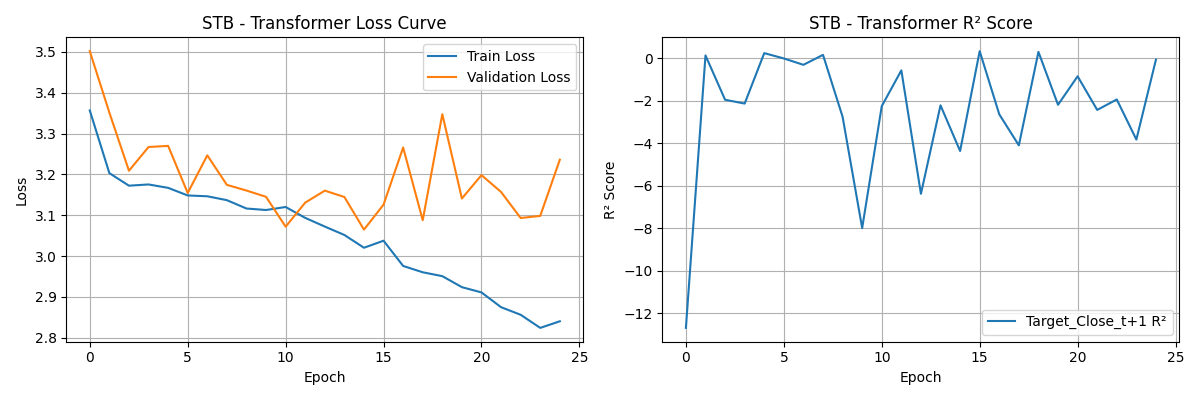 STB - Transformer Loss Curve
3.5
3.4
3.3
3.2
3.1
3.0
2.9
2.8
Loss
Train Loss
Validation Loss
0 5 10 15 20 25
Epoch
STB - Transformer R² Score
0
−2
−4
−6
−8
−10
−12
R² Score
Target_Close_t+1 R²
0 5 10 15 20 25
Epoch